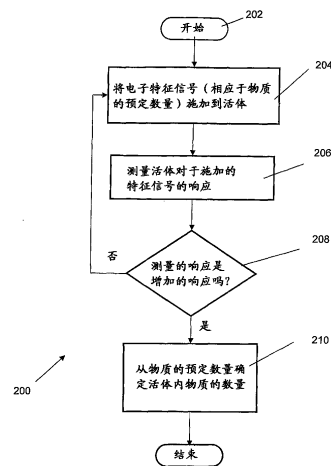 202
开始
204
将电子特征信号（相应于物质
的预定数量）施加到活体
206
测量活体对于施加的
特征信号的响应
否
208
测量的响应是
增加的响应吗？
是
210
从物质的预定数量确
定活体内物质的数量
200
结束